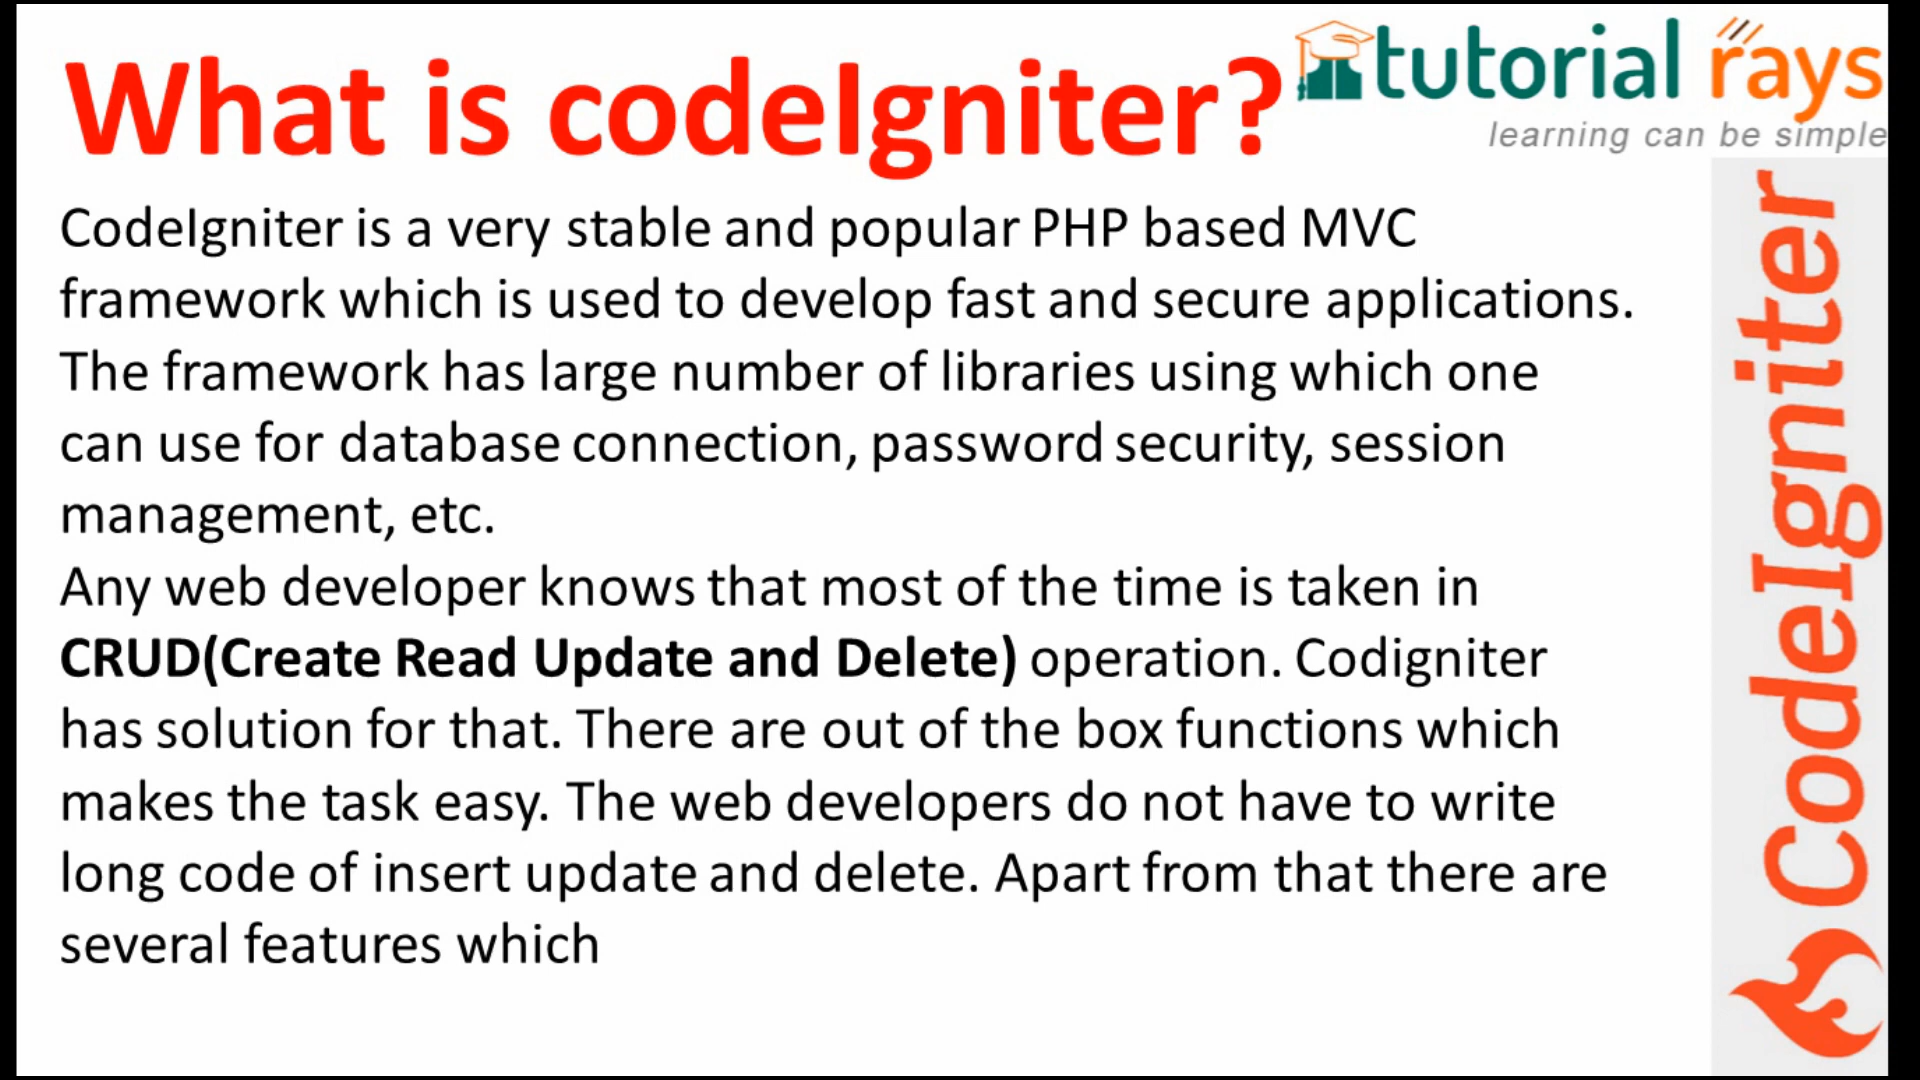 What is codeIgniter?
tutorial rays
learning can be simple
CodeIgniter is a very stable and popular PHP based MVC
framework which is used to develop fast and secure applications.
The framework has large number of libraries using which one
can use for database connection, password security, session
management, etc.
Any web developer knows that most of the time is taken in
CRUD(Create Read Update and Delete) operation. Codigniter
has solution for that. There are out of the box functions which
makes the task easy. The web developers do not have to write
long code of insert update and delete. Apart from that there are
several features which
CodeIgniter